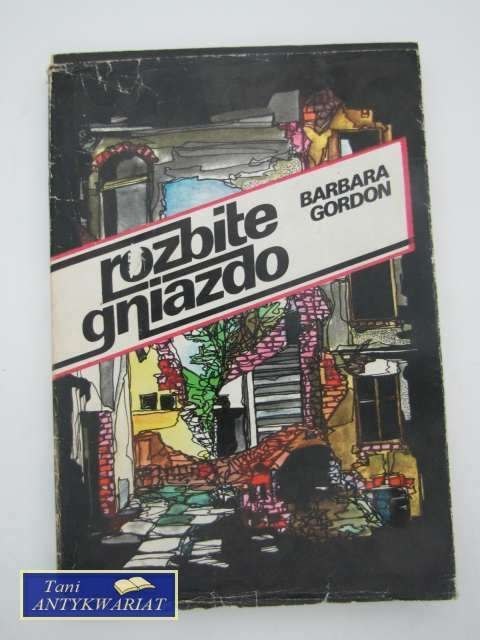 BARBARA
GORDON
rozbite
gniazdo
Tani
ANTYKWARIAT